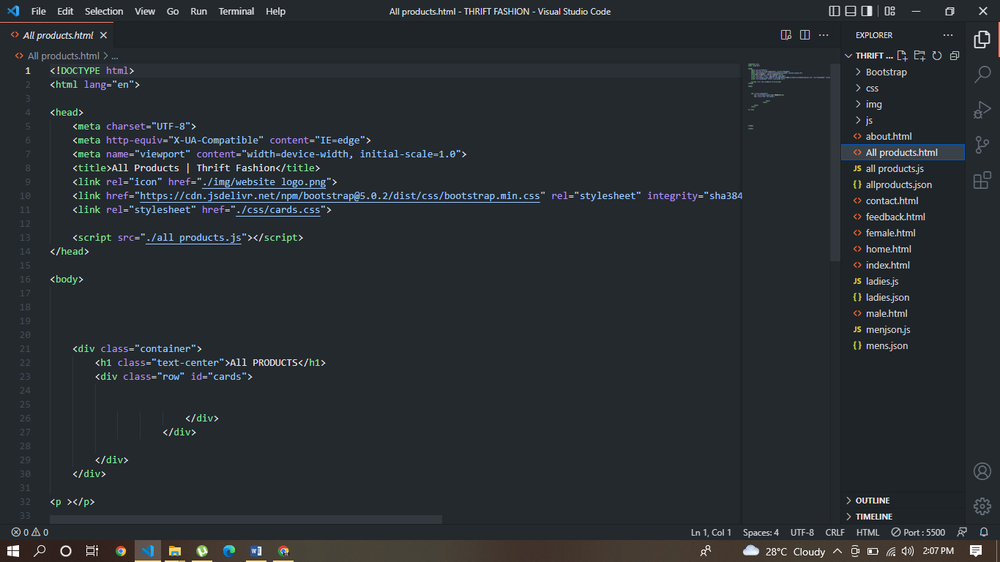 File Edit Selection View Go Run Terminal Help All products.html - THRIFT FASHION - Visual Studio Code
All products.html
All products.html > ...
1 <!DOCTYPE html>
2 <html lang="en">
3
4 <head>
5 <meta charset="UTF-8">
6 <meta http-equiv="X-UA-Compatible" content="IE=edge">
7 <meta name="viewport" content="width=device-width, initial-scale=1.0">
8 <title>All Products | Thrift Fashion</title>
9 <link rel="icon" href="./img/website logo.png">
10 <link href="https://cdn.jsdelivr.net/npm/bootstrap@5.0.2/dist/css/bootstrap.min.css" rel="stylesheet" integrity="sha384
11 <link rel="stylesheet" href="./css/cards.css">
12
13 <script src="./all products.js"></script>
14 </head>
15
16 <body>
17
18
19
20
21 <div class="container">
22 <h1 class="text-center">All PRODUCTS</h1>
23 <div class="row" id="cards">
24
25
26 </div>
27 </div>
28
29 </div>
30 </div>
31
32 <p ></p>
33
EXPLORER
THRIFT ...
Bootstrap
css
img
js
about.html
All products.html
JS all products.js
{} allproducts.json
contact.html
feedback.html
female.html
home.html
index.html
JS ladies.js
{} ladies.json
male.html
JS menjson.js
{} mens.json
OUTLINE
TIMELINE
0 0 Ln 1, Col 1 Spaces: 4 UTF-8 CRLF HTML Port : 5500
28°C Cloudy 2:07 PM